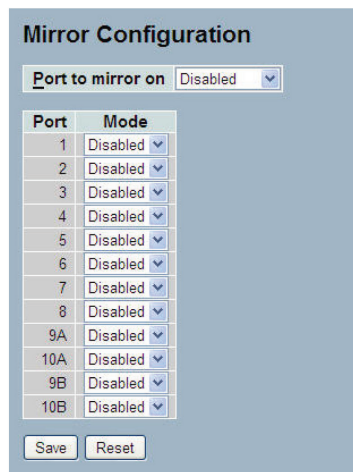 Mirror Configuration
Port to mirror on Disabled
Port Mode
1 Disabled
2 Disabled
3 Disabled
4 Disabled
5 Disabled
6 Disabled
7 Disabled
8 Disabled
9A Disabled
10A Disabled
9B Disabled
10B Disabled
Save Reset